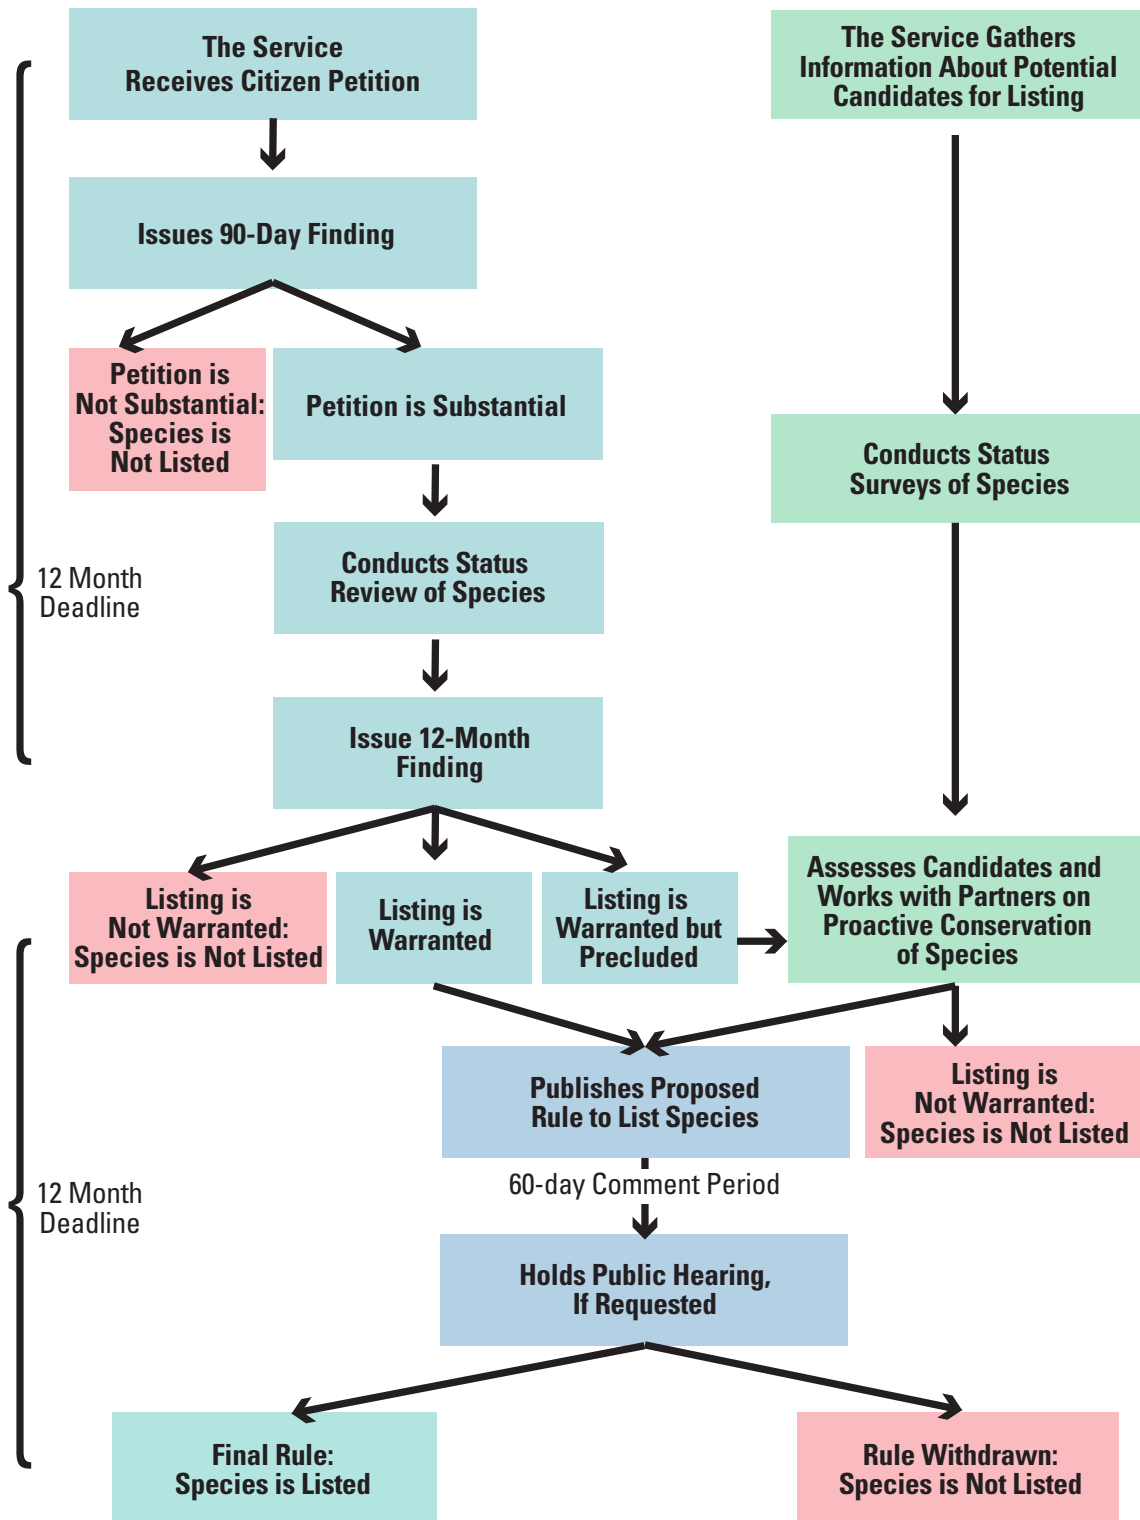 The Service
Receives Citizen Petition
The Service Gathers
Information About Potential
Candidates for Listing
Issues 90-Day Finding
Petition is
Not Substantial:
Species is
Not Listed
Petition is Substantial
Conducts Status
Surveys of Species
Conducts Status
Review of Species
12 Month
Deadline
Issue 12-Month
Finding
Listing is
Not Warranted:
Species is Not Listed
Listing is
Warranted
Listing is
Warranted but
Precluded
Assesses Candidates and
Works with Partners on
Proactive Conservation
of Species
Publishes Proposed
Rule to List Species
Listing is
Not Warranted:
Species is Not Listed
60-day Comment Period
12 Month
Deadline
Holds Public Hearing,
If Requested
Final Rule:
Species is Listed
Rule Withdrawn:
Species is Not Listed